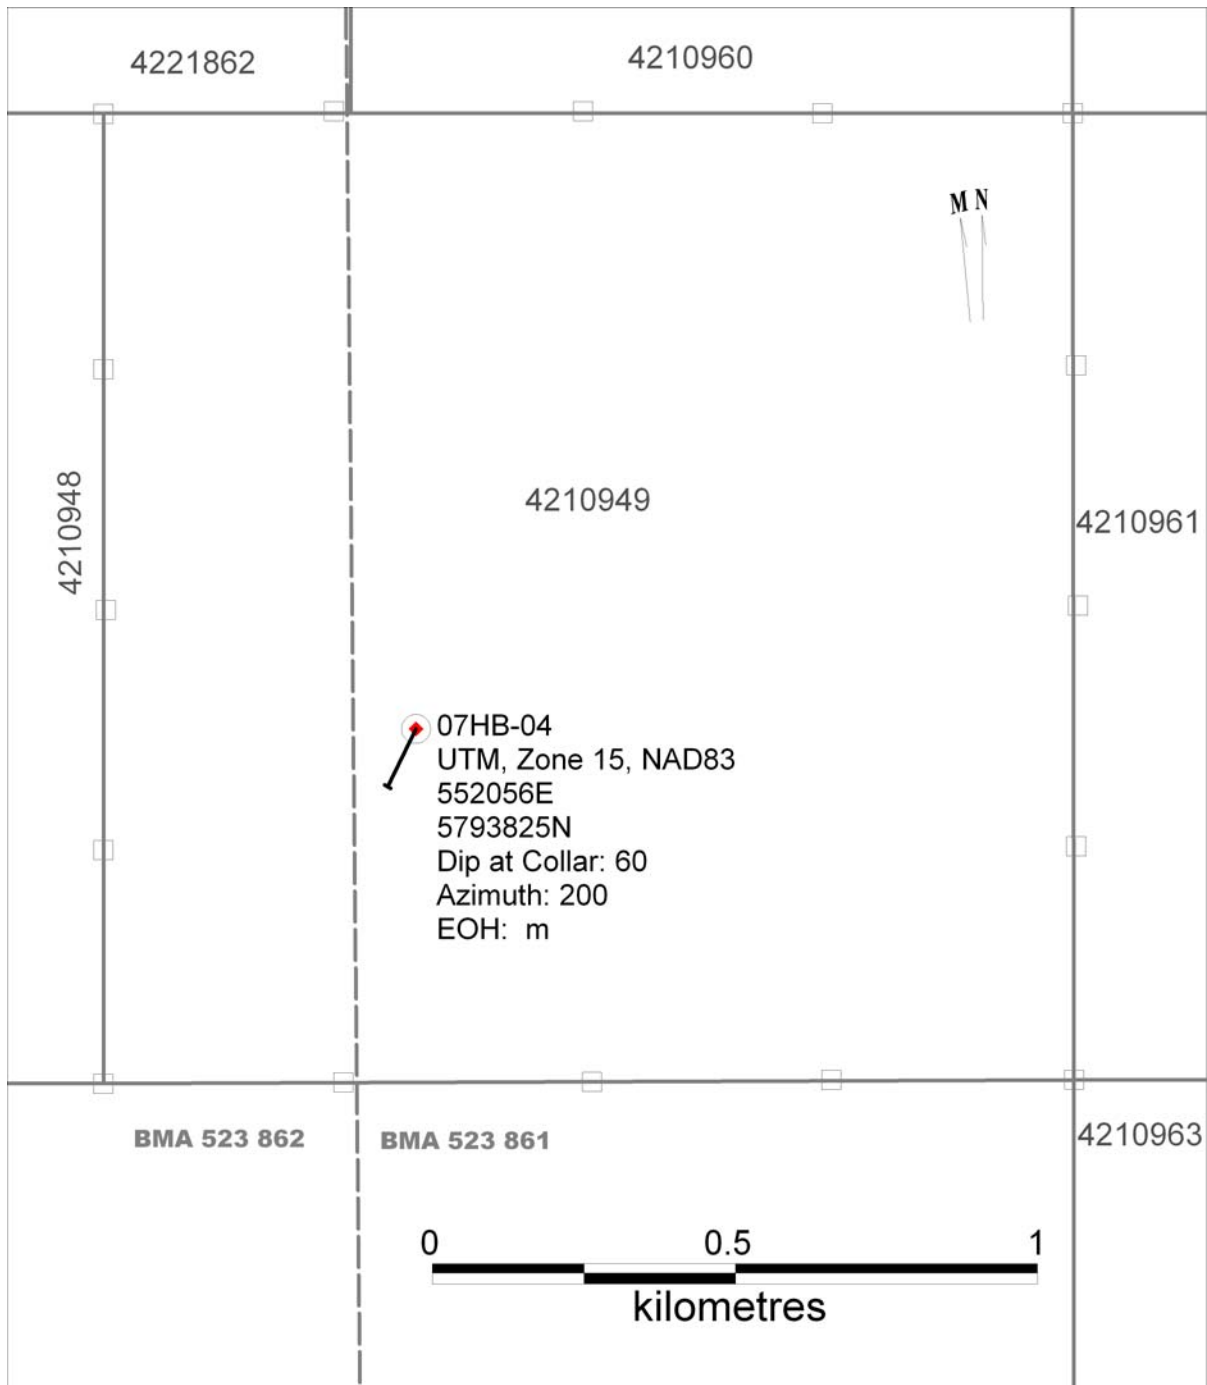 4221862
4210960
M N
4210948
4210949
4210961
07HB-04
UTM, Zone 15, NAD83
552056E
5793825N
Dip at Collar: 60
Azimuth: 200
EOH:  m
BMA 523 862
BMA 523 861
4210963
0 0.5 1
kilometres